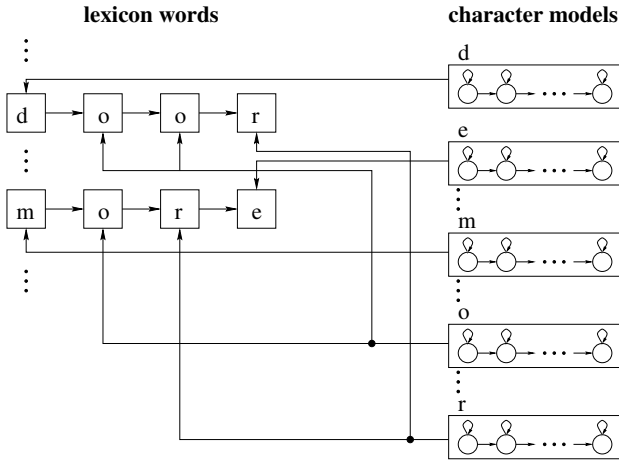 lexicon words
character models
d
d o o r
e
m o r e
m
o
r